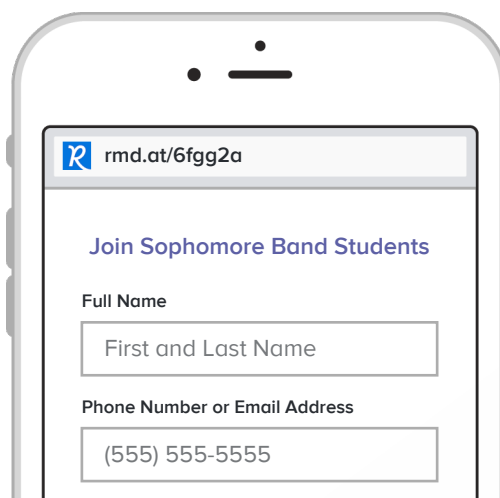 rmd.at/6fgg2a
Join Sophomore Band Students
Full Name
First and Last Name
Phone Number or Email Address
(555) 555-5555